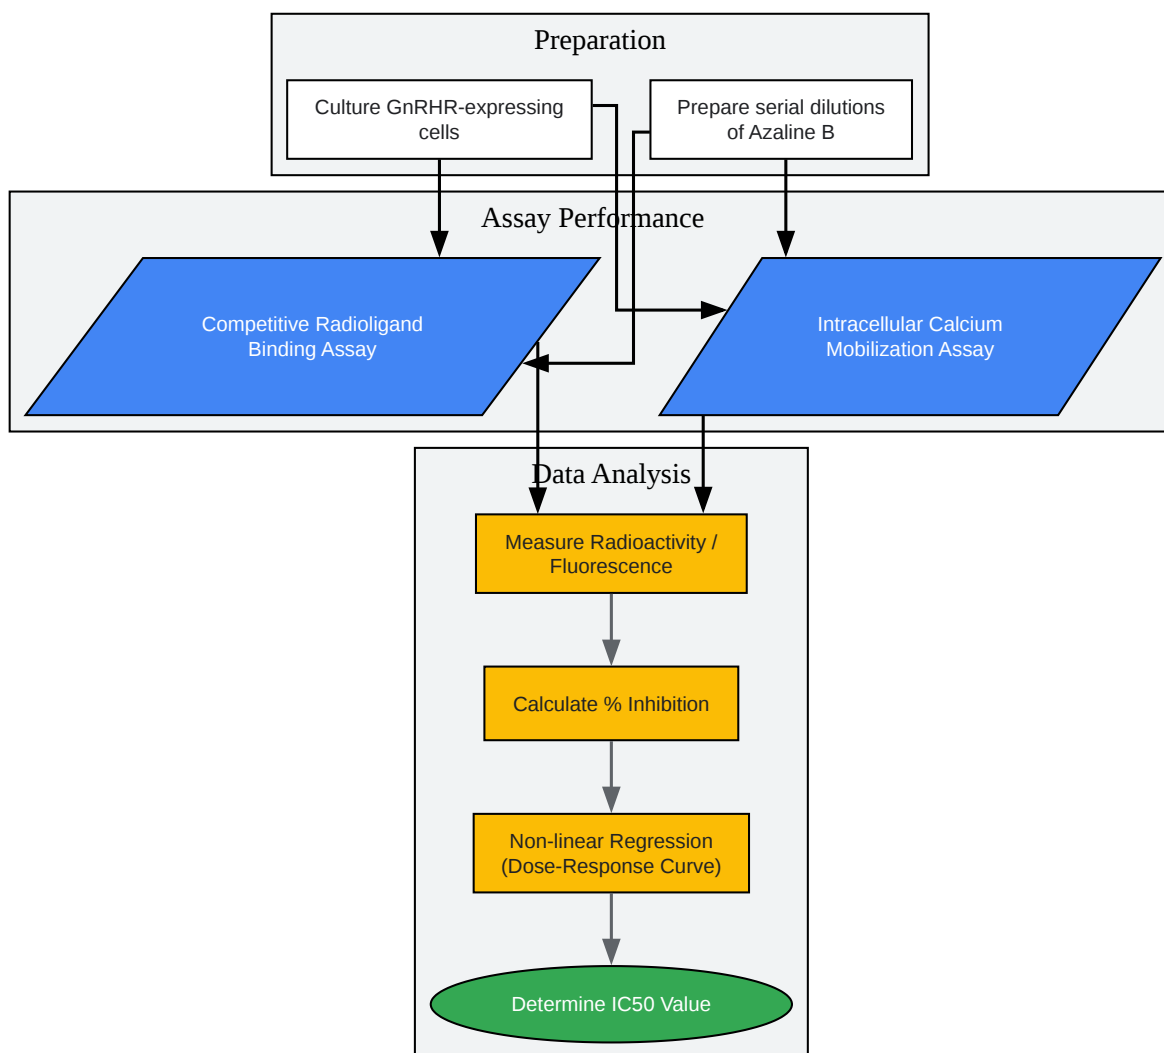 Preparation
Culture GnRHR-expressing
cells
Prepare serial dilutions
of Azaline B
Assay Performance
Competitive Radioligand
Binding Assay
Intracellular Calcium
Mobilization Assay
Data Analysis
Measure Radioactivity /
Fluorescence
Calculate % Inhibition
Non-linear Regression
(Dose-Response Curve)
Determine IC50 Value